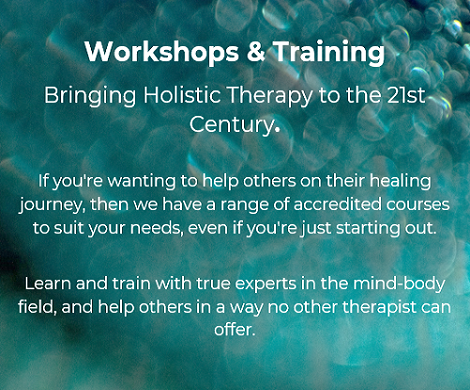 Workshops & Training
Bringing Holistic Therapy to the 21st-
Century.
If you're wanting to help others on their healing
journey, then we have a range of accredited courses
to suit your needs, even if you're just starting out.
Learn and train with true experts in the mind-body
field, and help others in a way no other therapist can
offer.